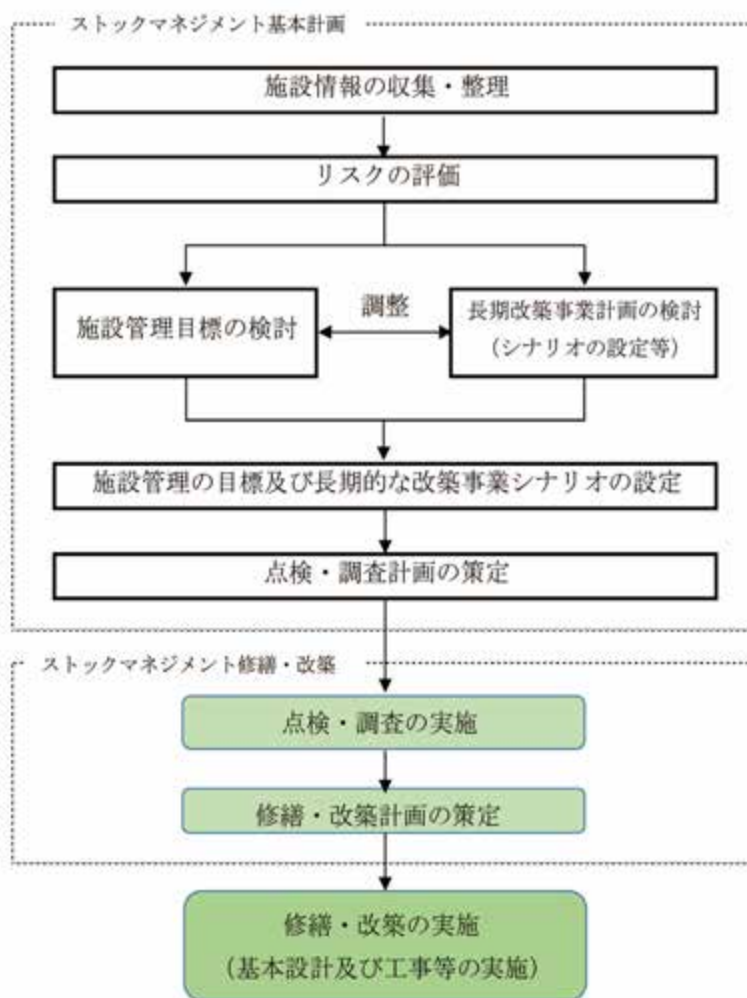 ストックマネジメント基本計画
施設情報の収集・整理
リスクの評価
施設管理目標の検討
調整
長期改築事業計画の検討
（シナリオの設定等）
施設管理の目標及び長期的な改築事業シナリオの設定
点検・調査計画の策定
ストックマネジメント修繕・改築
点検・調査の実施
修繕・改築計画の策定
修繕・改築の実施
（基本設計及び工事等の実施）